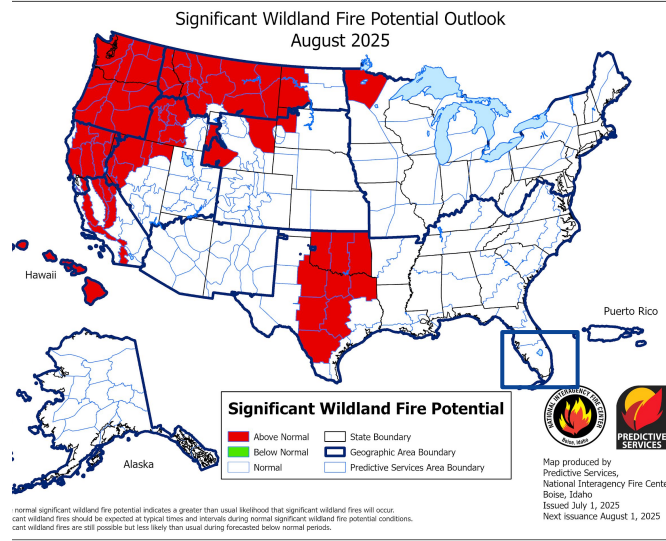 Significant Wildland Fire Potential Outlook
August 2025
Hawaii
Puerto Rico
Alaska
Significant Wildland Fire Potential
Above Normal
Below Normal
Normal
State Boundary
Geographic Area Boundary
Predictive Services Area Boundary
NATIONAL INTERAGENCY FIRE CENTER
Boise, Idaho
PREDICTIVE
SERVICES
Map produced by
Predictive Services,
National Interagency Fire Cente
Boise, Idaho
Issued July 1, 2025
Next issuance August 1, 2025
normal significant wildland fire potential indicates a greater than usual likelihood that significant wildland fires will occur.
cant wildland fires should be expected at typical times and intervals during normal significant wildland fire potential conditions.
cant wildland fires are still possible but less likely than usual during forecasted below normal periods.